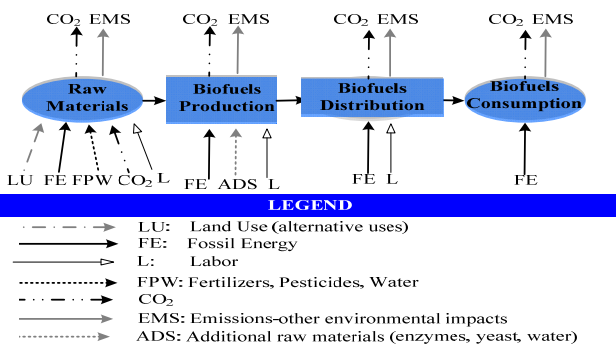 CO2 EMS CO2 EMS CO2 EMS CO2 EMS
Raw Materials
Biofuels Production
Biofuels Distribution
Biofuels Consumption
LU FE FPW CO2 L FE ADS L FE L FE
LEGEND
LU: Land Use (alternative uses)
FE: Fossil Energy
L: Labor
FPW: Fertilizers, Pesticides, Water
CO2
EMS: Emissions-other environmental impacts
ADS: Additional raw materials (enzymes, yeast, water)